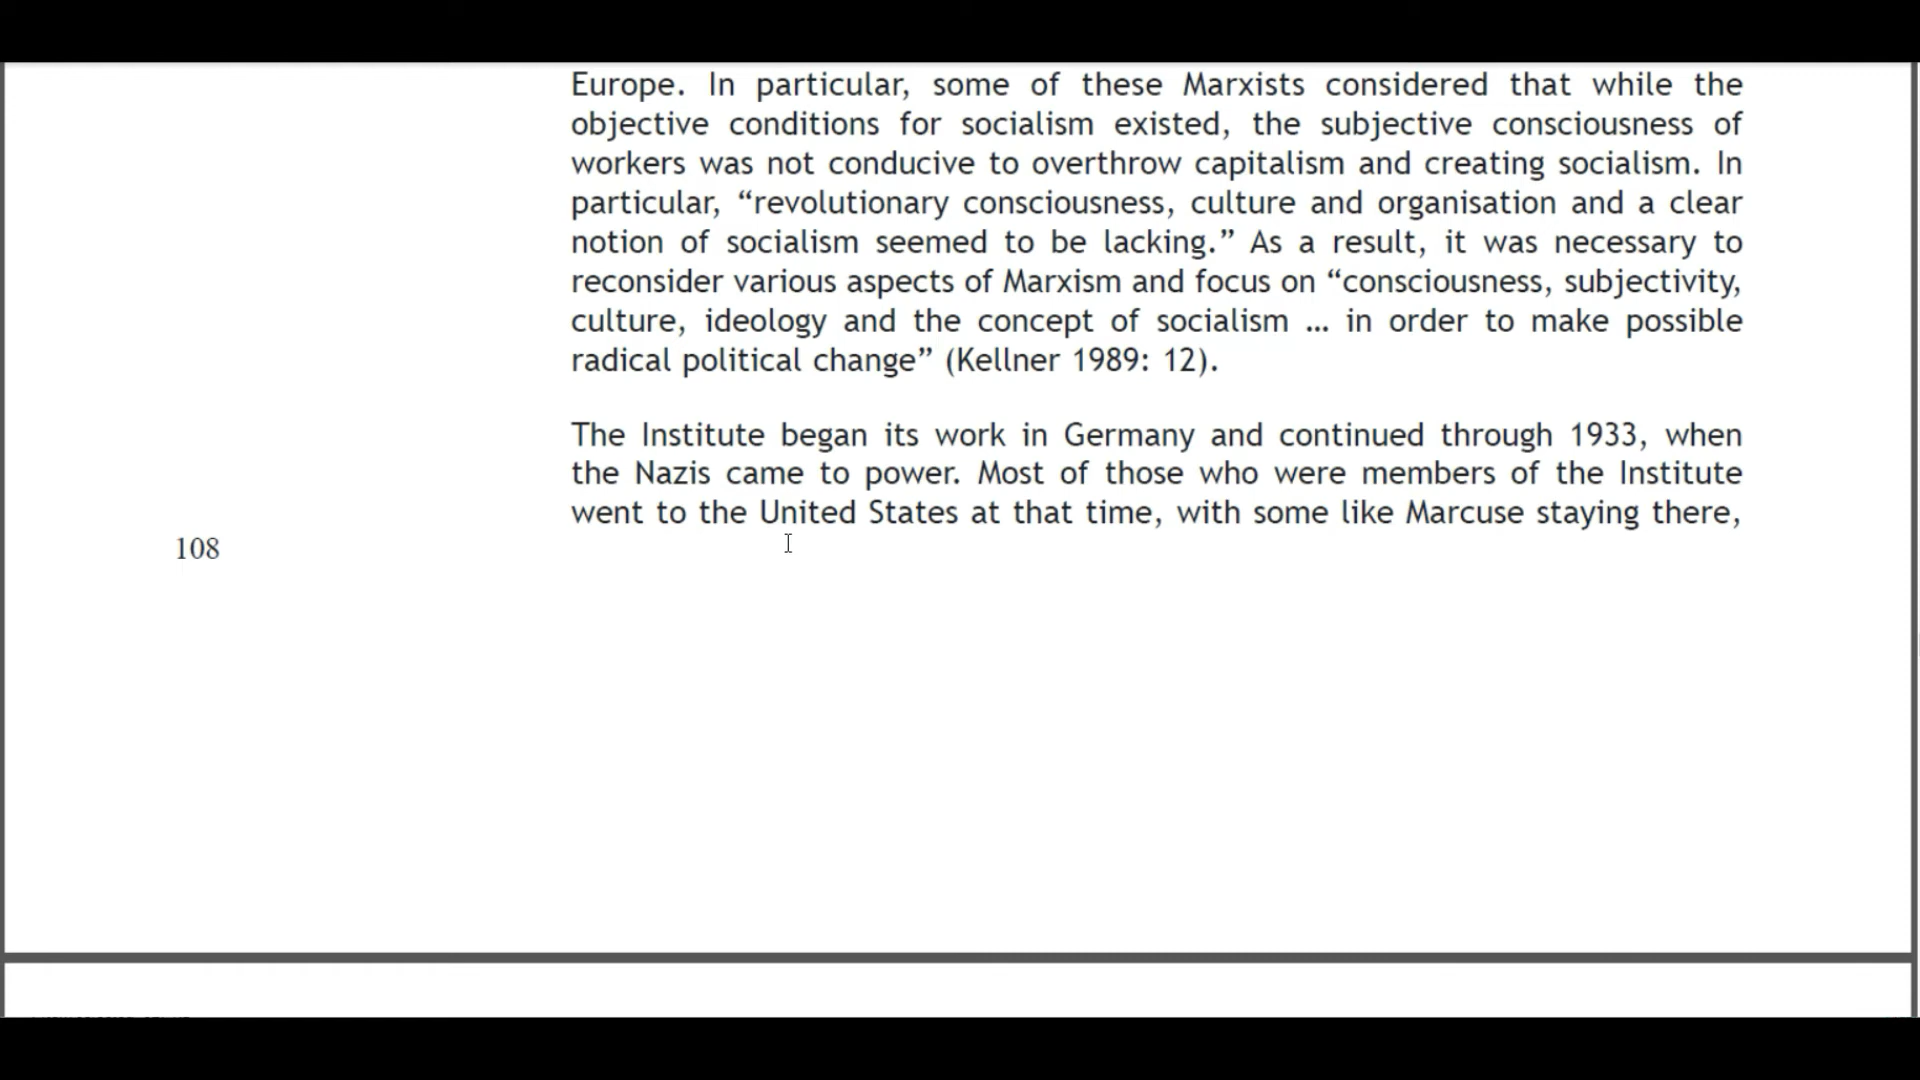 Europe. In particular, some of these Marxists considered that while the
objective conditions for socialism existed, the subjective consciousness of
workers was not conducive to overthrow capitalism and creating socialism. In
particular, “revolutionary consciousness, culture and organisation and a clear
notion of socialism seemed to be lacking.” As a result, it was necessary to
reconsider various aspects of Marxism and focus on “consciousness, subjectivity,
culture, ideology and the concept of socialism … in order to make possible
radical political change” (Kellner 1989: 12).
The Institute began its work in Germany and continued through 1933, when
the Nazis came to power. Most of those who were members of the Institute
went to the United States at that time, with some like Marcuse staying there,
108